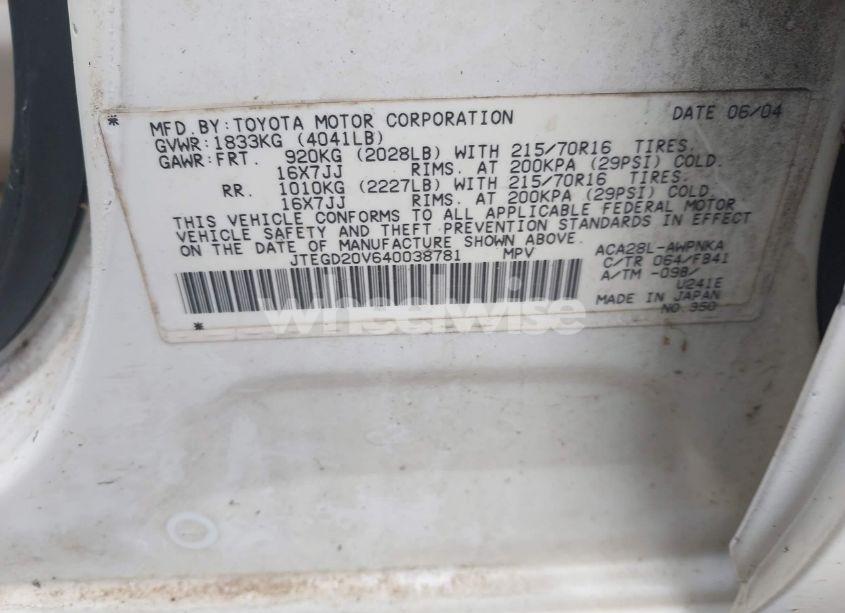 MFD. BY: TOYOTA MOTOR CORPORATION DATE 06/04
GVWR: 1833KG (4041LB)
GAWR: FRT. 920KG (2028LB) WITH 215/70R16 TIRES.
16X7JJ RIMS. AT 200KPA (29PSI) COLD.
RR. 1010KG (2227LB) WITH 215/70R16 TIRES.
16X7JJ RIMS. AT 200KPA (29PSI) COLD.
THIS VEHICLE CONFORMS TO ALL APPLICABLE FEDERAL MOTOR
VEHICLE SAFETY AND THEFT PREVENTION STANDARDS IN EFFECT
ON THE DATE OF MANUFACTURE SHOWN ABOVE.
JTEGD20V640038781 MPV
ACA28L-AWPNKA
C/TR 064/FB41
A/TM -09B/
U241E
MADE IN JAPAN
NO 350
wheelwise